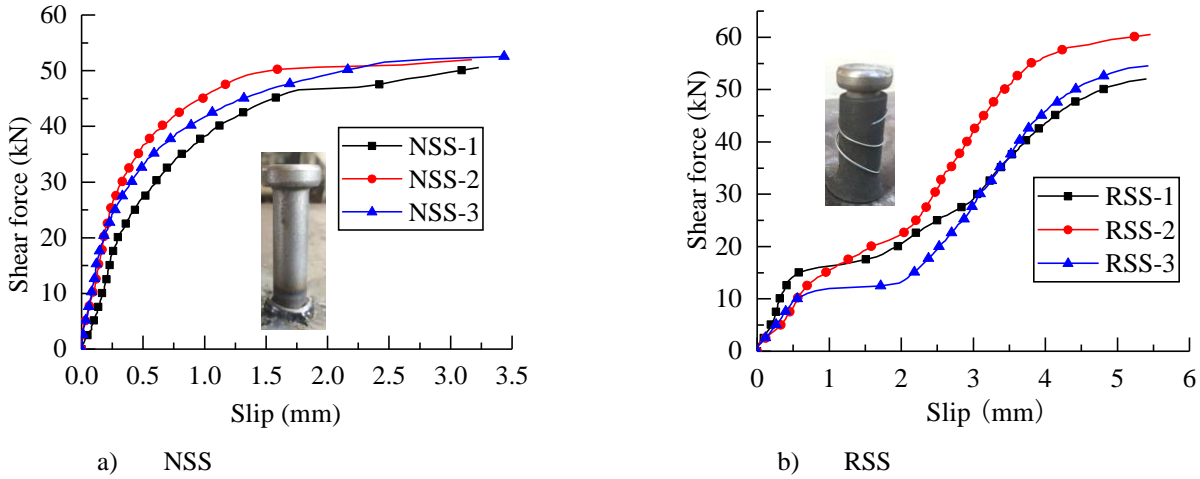 60
50
40
30
20
10
0
Shear force (kN)
NSS-1
NSS-2
NSS-3
0.0 0.5 1.0 1.5 2.0 2.5 3.0 3.5
Slip (mm)
a) NSS
60
50
40
30
20
10
0
Shear force (kN)
RSS-1
RSS-2
RSS-3
0 1 2 3 4 5 6
Slip（mm）
b) RSS